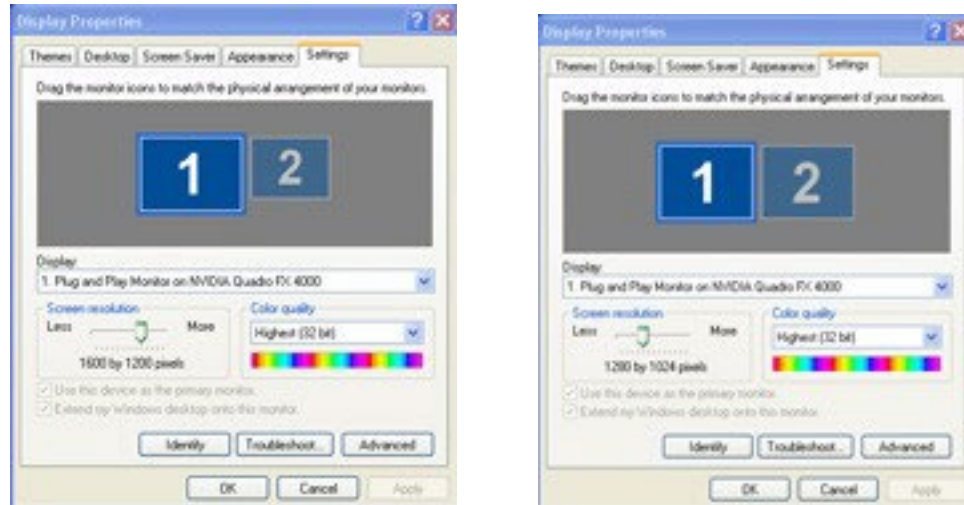 Display Properties
Themes Desktop Screen Saver Appearance Settings
Drag the monitor icons to match the physical arrangement of your monitors.
1 2
Display:
1. Plug and Play Monitor on NVIDIA Quadro FX 4000
Screen resolution
Color quality
Less More
Highest (32 bit)
1600 by 1200 pixels
Use this device as the primary monitor.
Extend my Windows desktop onto this monitor.
Identify Troubleshoot... Advanced
OK Cancel Apply
Display Properties
Themes Desktop Screen Saver Appearance Settings
Drag the monitor icons to match the physical arrangement of your monitors.
1 2
Display:
1. Plug and Play Monitor on NVIDIA Quadro FX 4000
Screen resolution
Color quality
Less More
Highest (32 bit)
1280 by 1024 pixels
Use this device as the primary monitor.
Extend my Windows desktop onto this monitor.
Identify Troubleshoot... Advanced
OK Cancel Apply